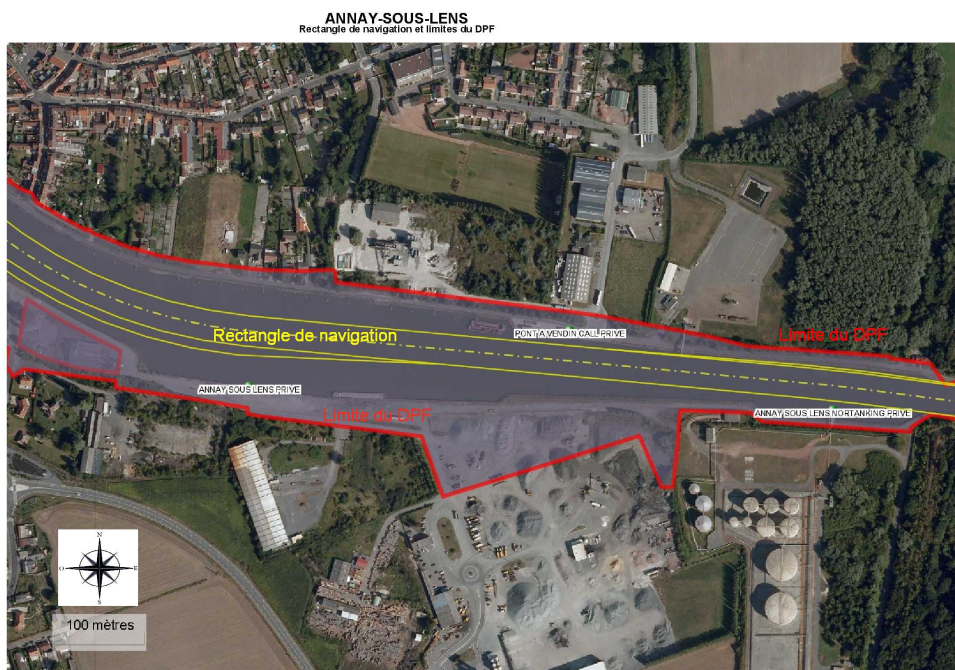 ANNAY-SOUS-LENS
Rectangle de navigation et limites du DPF
PONT A VENDIN CALL PRIVE
Rectangle de navigation
Limite du DPF
ANNAY SOUS LENS PRIVE
Limite du DPF
ANNAY SOUS LENS NORTANKING PRIVE
N
O
E
S
100 mètres